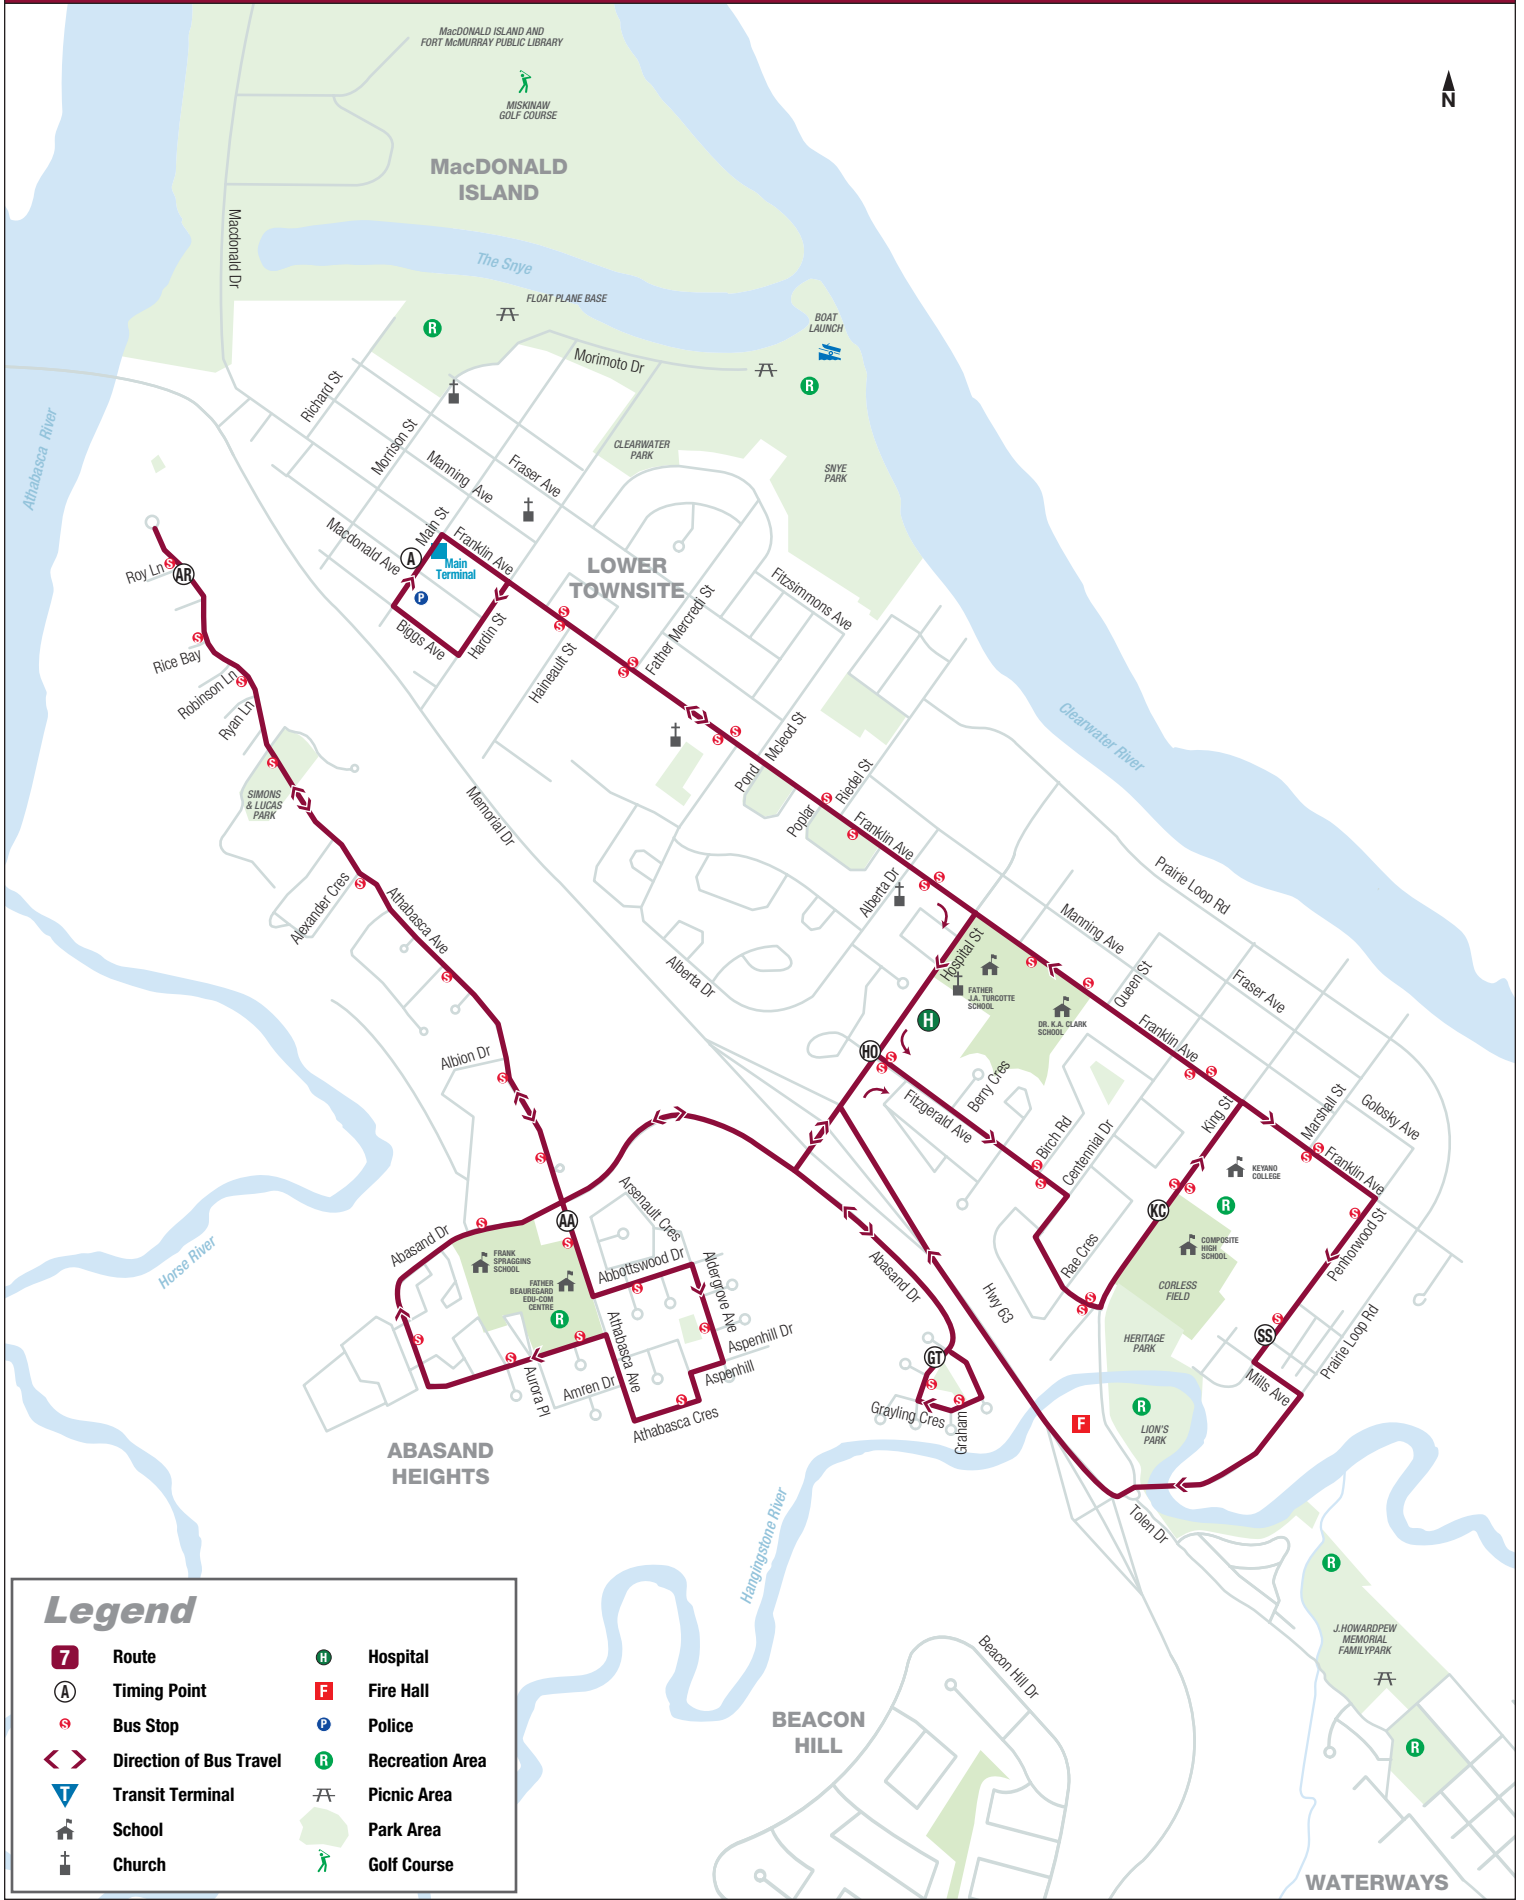 MacDONALD ISLAND AND
FORT McMURRAY PUBLIC LIBRARY
MISKINAW
GOLF COURSE
N
MacDONALD
ISLAND
Macdonald Dr
The Snye
FLOAT PLANE BASE
R
BOAT
LAUNCH
Morimoto Dr
R
Richard St
Athabasca River
Morrison St
CLEARWATER
PARK
SNYE
PARK
Manning Ave
Fraser Ave
Main St
Macdonald Ave
Franklin Ave
A
Main
Terminal
P
LOWER
TOWNSITE
Roy Ln
S
AR
Fitzsimmons Ave
Biggs Ave
Hardin St
Haineault St
Father Mercredi St
Rice Bay
Robinson Ln
Ryan Ln
Clearwater River
Mcleod St
Pond
Riedel St
Poplar
SIMONS
& LUCAS
PARK
Memorial Dr
Franklin Ave
Alberta Dr
Prairie Loop Rd
Alexander Cres
Athabasca Ave
Manning Ave
Hospital St
Alberta Dr
FATHER
J.A. TURCOTTE
SCHOOL
Queen St
Fraser Ave
H
DR. K.A. CLARK
SCHOOL
Franklin Ave
HO
Albion Dr
Berry Cres
Fitzgerald Ave
King St
Marshall St
Golosky Ave
Birch Rd
Centennial Dr
Franklin Ave
KEYANO
COLLEGE
R
KC
Arsenault Cres
AA
Abasand Dr
Horse River
FRANK
SPRAGGINS
SCHOOL
FATHER
BEAUREGARD
EDU-COM
CENTRE
R
Abbottswood Dr
Aldergrove Ave
Abasand Dr
Rae Cres
COMPOSITE
HIGH
SCHOOL
CORLESS
FIELD
Penhorwood St
Hwy 63
Athabasca Ave
Aspenhill Dr
Aspenhill
GT
HERITAGE
PARK
SS
Prairie Loop Rd
Mills Ave
Aurora Pl
Amren Dr
Athabasca Cres
Grayling Cres
Graham
F
R
LION'S
PARK
ABASAND
HEIGHTS
Tolen Dr
Hangingstone River
R
J.HOWARDPEW
MEMORIAL
FAMILYPARK
Beacon Hill Dr
BEACON
HILL
R
WATERWAYS
Legend
7 Route
A Timing Point
S Bus Stop
Direction of Bus Travel
T Transit Terminal
School
Church
H Hospital
F Fire Hall
P Police
R Recreation Area
Picnic Area
Park Area
Golf Course